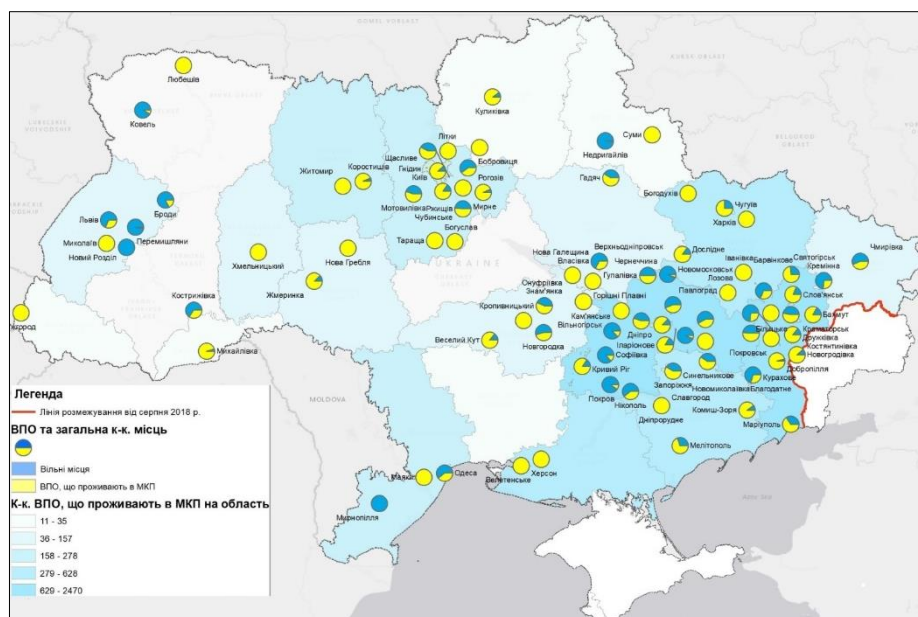 Любешів
Ковель
Львів
Броди
Миколаїв
Перемишляни
Новий Розділ
Хмельницький
Кострижівка
Михайлівка
Житомир
Коростишів
Нова Гребля
Жмеринка
Веселий Кут
Куликівка
Літки
Щасливе
Гнідин
Київ
Бобровиця
Рогозів
Мотовилівка
Ржищів
Мирне
Чубинське
Богуслав
Тараща
UKRAINE
MOLDOVA
Суми
Недригайлів
Гадяч
Богодухів
Чугуїв
Харків
Верхньодніпровськ
Нова Галещина
Власівка
Чернеччина
Дослідне
Гупалівка
Новомосковськ
Іванівка
Барвінкове
Святогірськ
Кремінна
Чмирівка
Лозова
Павлоград
Слов'янськ
Онуфріївка
Знам'янка
Горішні Плавні
Кропивницький
Кам'янське
Вільногірськ
Новгородка
Дніпро
Іларіонове
Софіївка
Кривий Ріг
Бахмут
Білицьке
Краматорськ
Дружківка
Костянтинівка
Покровськ
Новогродівка
Добропілля
Синельникове
Курахове
Запоріжжя
Новомиколаївка
Благодатне
Покров
Нікополь
Славгород
Комиш-Зоря
Дніпрорудне
Маріуполь
Мелітополь
Херсон
Велетенське
Одеса
Маяки
Мирнопілля
Легенда
Лінія розмежування від серпня 2018 р.
ВПО та загальна к-к. місць
Вільні місця
ВПО, що проживають в МКП
К-к. ВПО, що проживають в МКП на область
11 - 35
36 - 157
158 - 278
279 - 628
629 - 2470